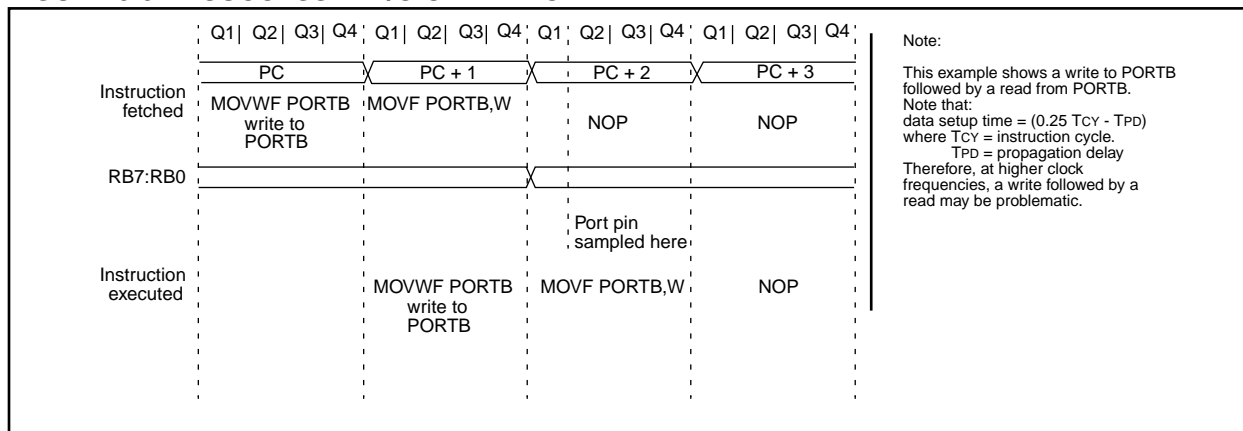 Q1| Q2| Q3| Q4 Q1| Q2| Q3| Q4 Q1 Q2| Q3| Q4 Q1| Q2| Q3| Q4
PC PC + 1 PC + 2 PC + 3
Instruction
fetched
MOVWF PORTB
write to
PORTB
MOVF PORTB,W
NOP
NOP
RB7:RB0
Port pin
sampled here
Instruction
executed
MOVWF PORTB
write to
PORTB
MOVF PORTB,W
NOP
Note:
This example shows a write to PORTB
followed by a read from PORTB.
Note that:
data setup time = (0.25 TCY - TPD)
where TCY = instruction cycle.
TPD = propagation delay
Therefore, at higher clock
frequencies, a write followed by a
read may be problematic.